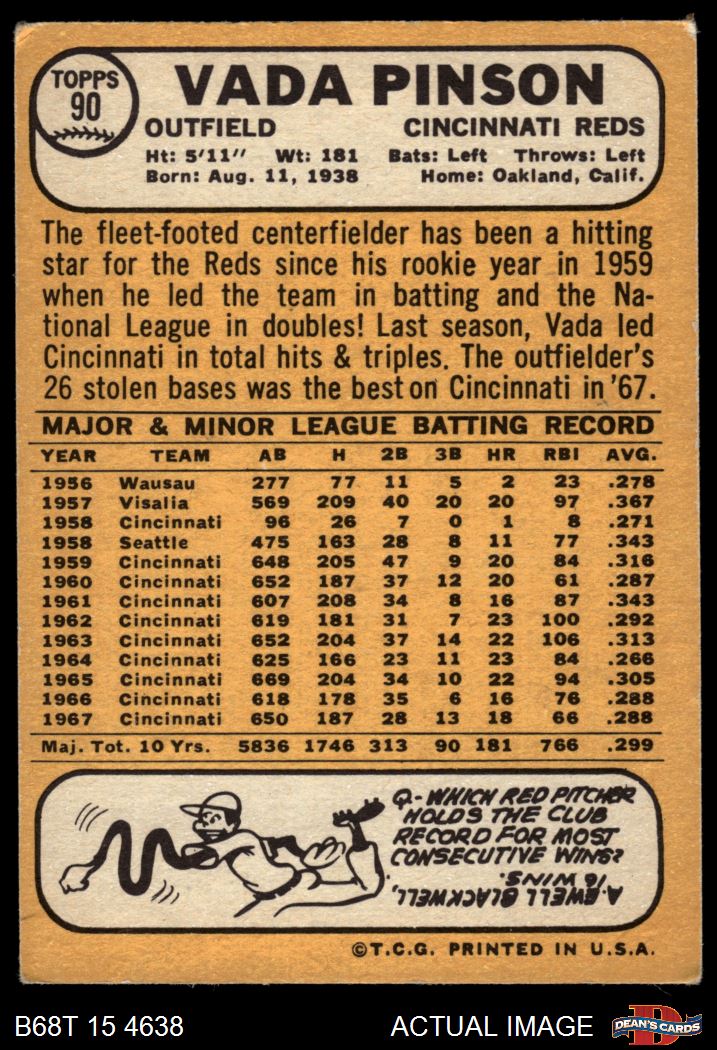 TOPPS
90
VADA PINSON
OUTFIELD CINCINNATI REDS
Ht: 5'11" Wt: 181 Bats: Left Throws: Left
Born: Aug. 11, 1938 Home: Oakland, Calif.
The fleet-footed centerfielder has been a hitting
star for the Reds since his rookie year in 1959
when he led the team in batting and the Na-
tional League in doubles! Last season, Vada led
Cincinnati in total hits & triples. The outfielder's
26 stolen bases was the best on Cincinnati in '67.
MAJOR & MINOR LEAGUE BATTING RECORD
YEAR TEAM AB H 2B 3B HR RBI AVG.
1956 Wausau 277 77 11 5 2 23 .278
1957 Visalia 569 209 40 20 20 97 .367
1958 Cincinnati 96 26 7 0 1 8 .271
1958 Seattle 475 163 28 8 11 77 .343
1959 Cincinnati 648 205 47 9 20 84 .316
1960 Cincinnati 652 187 37 12 20 61 .287
1961 Cincinnati 607 208 34 8 16 87 .343
1962 Cincinnati 619 181 31 7 23 100 .292
1963 Cincinnati 652 204 37 14 22 106 .313
1964 Cincinnati 625 166 23 11 23 84 .266
1965 Cincinnati 669 204 34 10 22 94 .305
1966 Cincinnati 618 178 35 6 16 76 .288
1967 Cincinnati 650 187 28 13 18 66 .288
Maj. Tot. 10 Yrs. 5836 1746 313 90 181 766 .299
Q-WHICH RED PITCHER
HOLDS THE CLUB
RECORD FOR MOST
CONSECUTIVE WINS?
A. EWELL BLACKWELL,
16 WINS.
©T.C.G. PRINTED IN U.S.A.
B68T 15 4638 ACTUAL IMAGE
D
DEAN'S CARDS